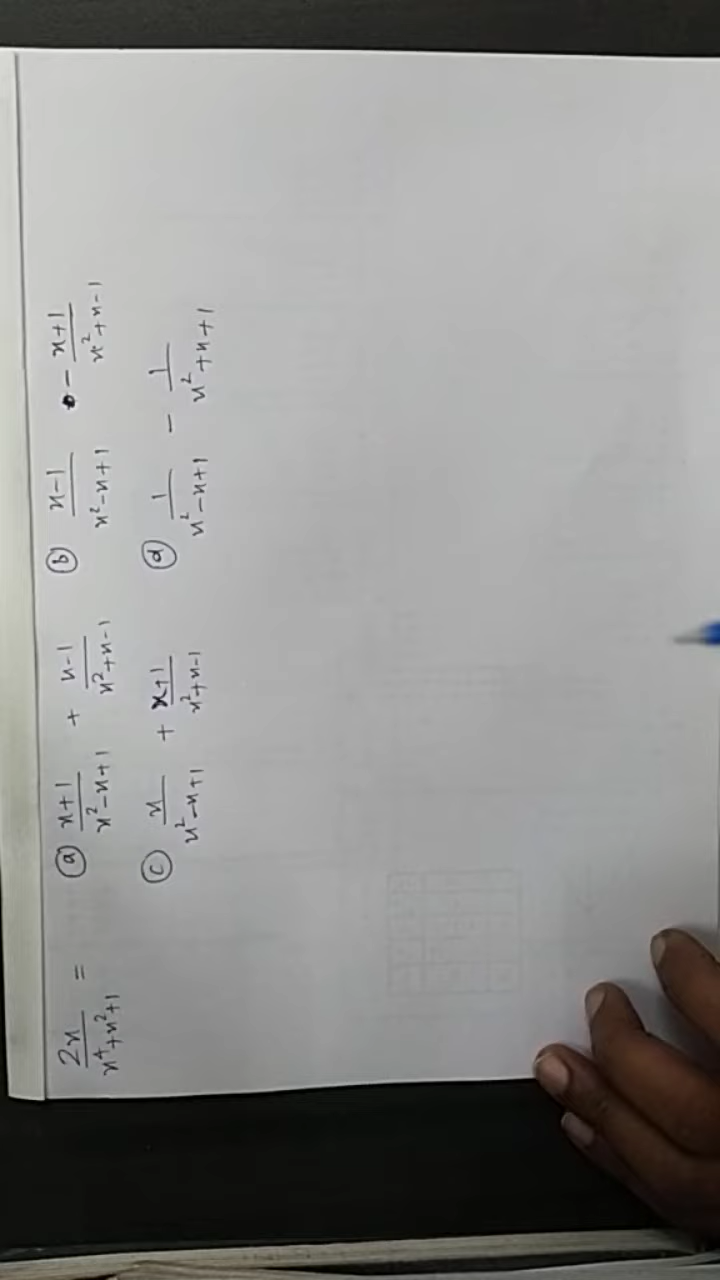 2x/(x⁴+x²+1) = (a) (x+1)/(x²-x+1) + (x-1)/(x²+x-1) (b) (x-1)/(x²-x+1) - (x+1)/(x²+x-1)
(c) x/(x²-x+1) + (x+1)/(x²+x-1) (d) 1/(x²-x+1) - 1/(x²+x+1)